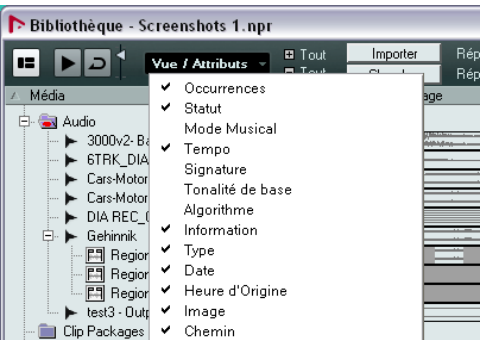 Bibliothèque - Screenshots 1.npr
Vue / Attributs
Tout
Importer
Tout
Média
Audio
3000v2-
6TRK_DIA
Cars-Motor
Cars-Motor
DIA REC_
Gehinnik
Region
Region
Region
test3 - Outp
Clip Packages
Occurrences
Statut
Mode Musical
Tempo
Signature
Tonalité de base
Algorithme
Information
Type
Date
Heure d'Origine
Image
Chemin